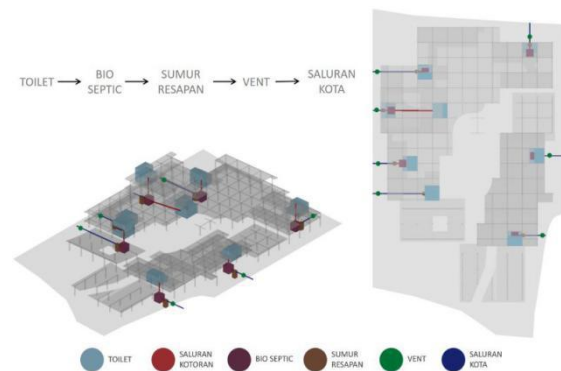 TOILET
BIO
SEPTIC
SUMUR
RESAPAN
VENT
SALURAN
KOTA
TOILET
SALURAN
KOTORAN
BIO SEPTIC
SUMUR
RESAPAN
VENT
SALURAN
KOTA